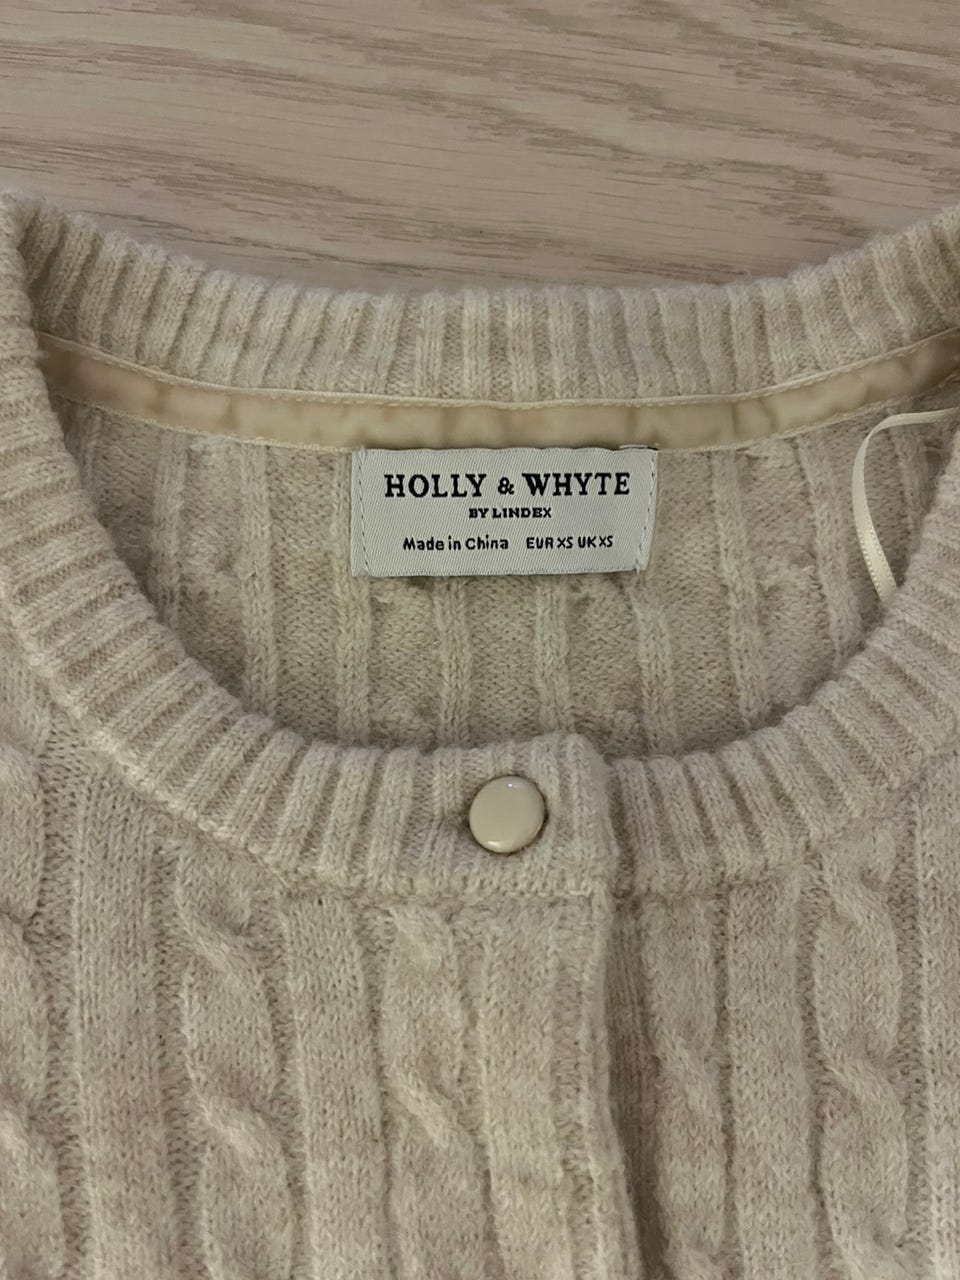 HOLLY & WHYTE
BY LINDEX
Made in China EUR XS UK XS